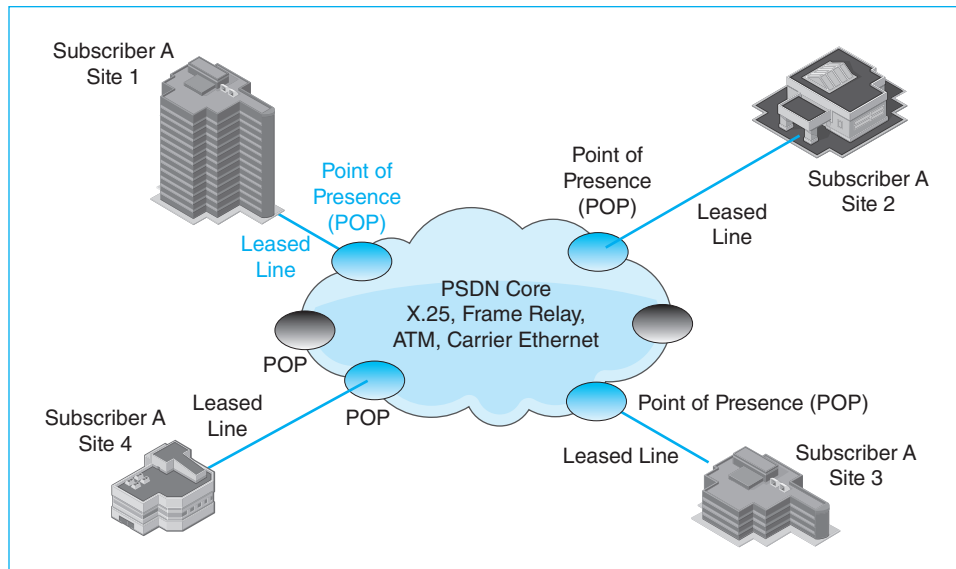 Subscriber A
Site 1
Point of
Presence
(POP)
Leased
Line
Point of
Presence
(POP)
Leased
Line
Subscriber A
Site 2
PSDN Core
X.25, Frame Relay,
ATM, Carrier Ethernet
POP
POP
Leased
Line
Subscriber A
Site 4
Point of Presence (POP)
Leased Line
Subscriber A
Site 3